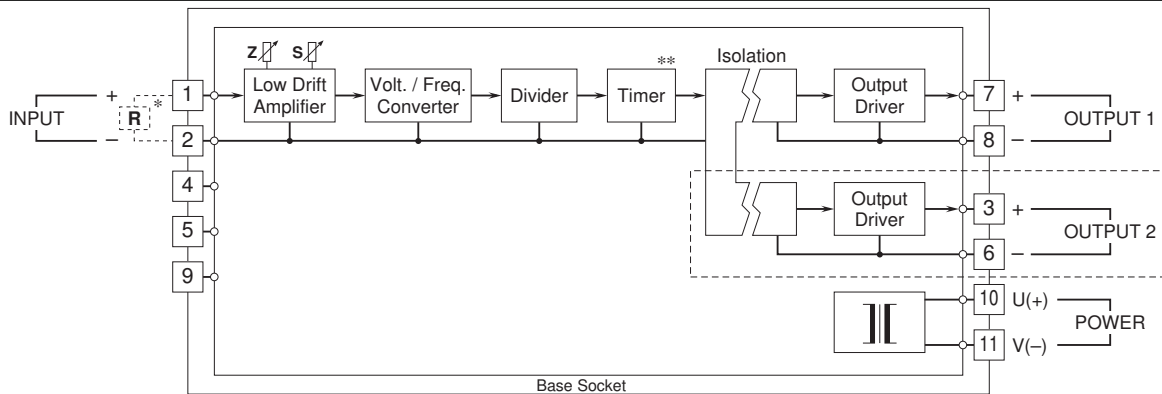 Z S ** Isolation
1 Low Drift Amplifier Volt. / Freq. Converter Divider Timer Output Driver 7 +
INPUT + R * OUTPUT 1
– 2 8 –
4
5 Output Driver 3 +
OUTPUT 2
9 6 –
10 U(+)
POWER
11 V(–)
Base Socket